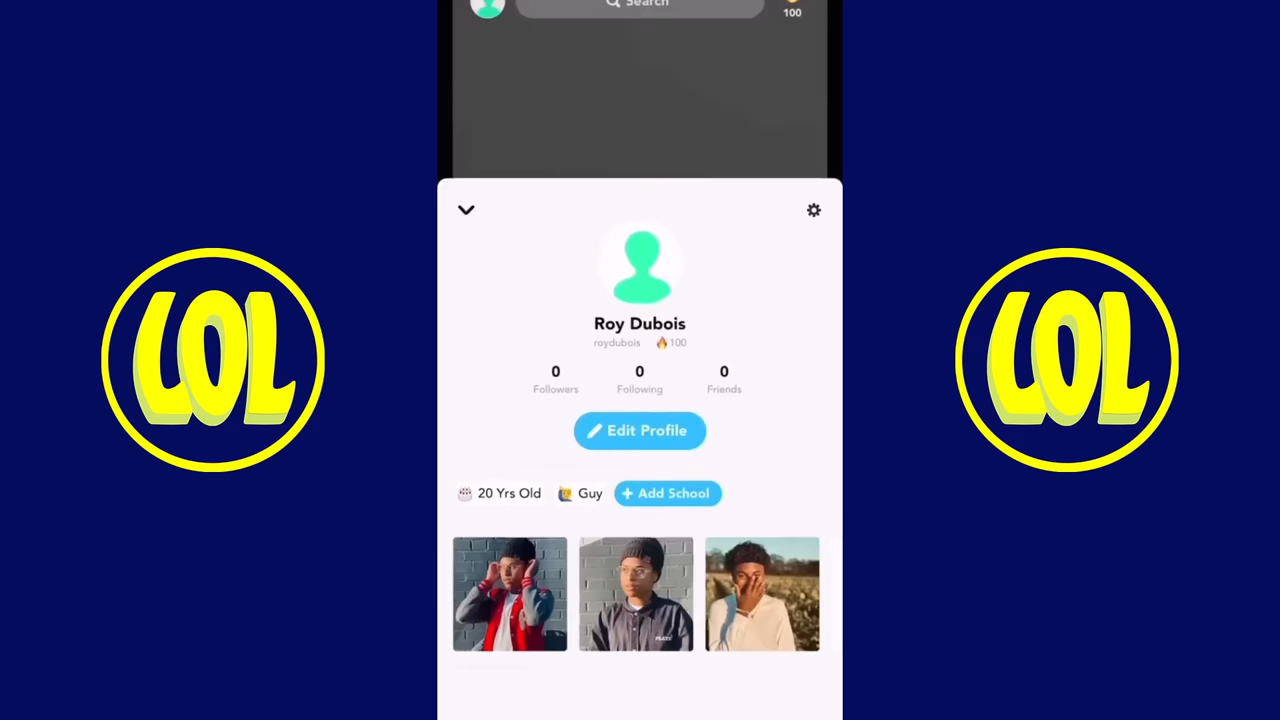 Search
100
LOL
LOL
Roy Dubois
roydubois 🔥100
0 0 0
Followers Following Friends
Edit Profile
🎂 20 Yrs Old 🙋‍♂️ Guy + Add School